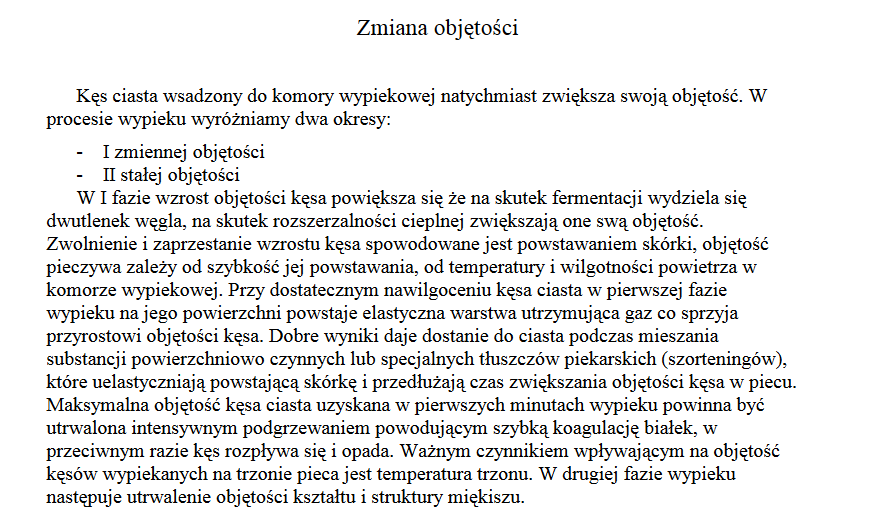 Zmiana objętości
Kęs ciasta wsadzony do komory wypiekowej natychmiast zwiększa swoją objętość. W
procesie wypieku wyróżniamy dwa okresy:
- I zmiennej objętości
- II stałej objętości
W I fazie wzrost objętości kęsa powiększa się że na skutek fermentacji wydziela się
dwutlenek węgla, na skutek rozszerzalności cieplnej zwiększają one swą objętość.
Zwolnienie i zaprzestanie wzrostu kęsa spowodowane jest powstawaniem skórki, objętość
pieczywa zależy od szybkość jej powstawania, od temperatury i wilgotności powietrza w
komorze wypiekowej. Przy dostatecznym nawilgoceniu kęsa ciasta w pierwszej fazie
wypieku na jego powierzchni powstaje elastyczna warstwa utrzymująca gaz co sprzyja
przyrostowi objętości kęsa. Dobre wyniki daje dostanie do ciasta podczas mieszania
substancji powierzchniowo czynnych lub specjalnych tłuszczów piekarskich (szorteningów),
które uelastyczniają powstającą skórkę i przedłużają czas zwiększania objętości kęsa w piecu.
Maksymalna objętość kęsa ciasta uzyskana w pierwszych minutach wypieku powinna być
utrwalona intensywnym podgrzewaniem powodującym szybką koagulację białek, w
przeciwnym razie kęs rozpływa się i opada. Ważnym czynnikiem wpływającym na objętość
kęsów wypiekanych na trzonie pieca jest temperatura trzonu. W drugiej fazie wypieku
następuje utrwalenie objętości kształtu i struktury miękiszu.